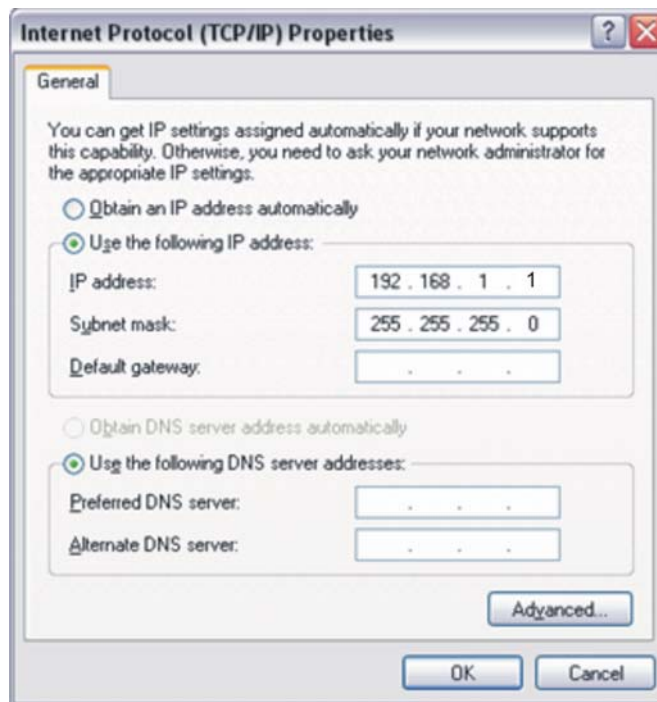 Internet Protocol (TCP/IP) Properties
General
You can get IP settings assigned automatically if your network supports
this capability. Otherwise, you need to ask your network administrator for
the appropriate IP settings.
Obtain an IP address automatically
Use the following IP address:
IP address: 192 . 168 . 1 . 1
Subnet mask: 255 . 255 . 255 . 0
Default gateway: . . .
Obtain DNS server address automatically
Use the following DNS server addresses:
Preferred DNS server: . . .
Alternate DNS server: . . .
Advanced...
OK Cancel